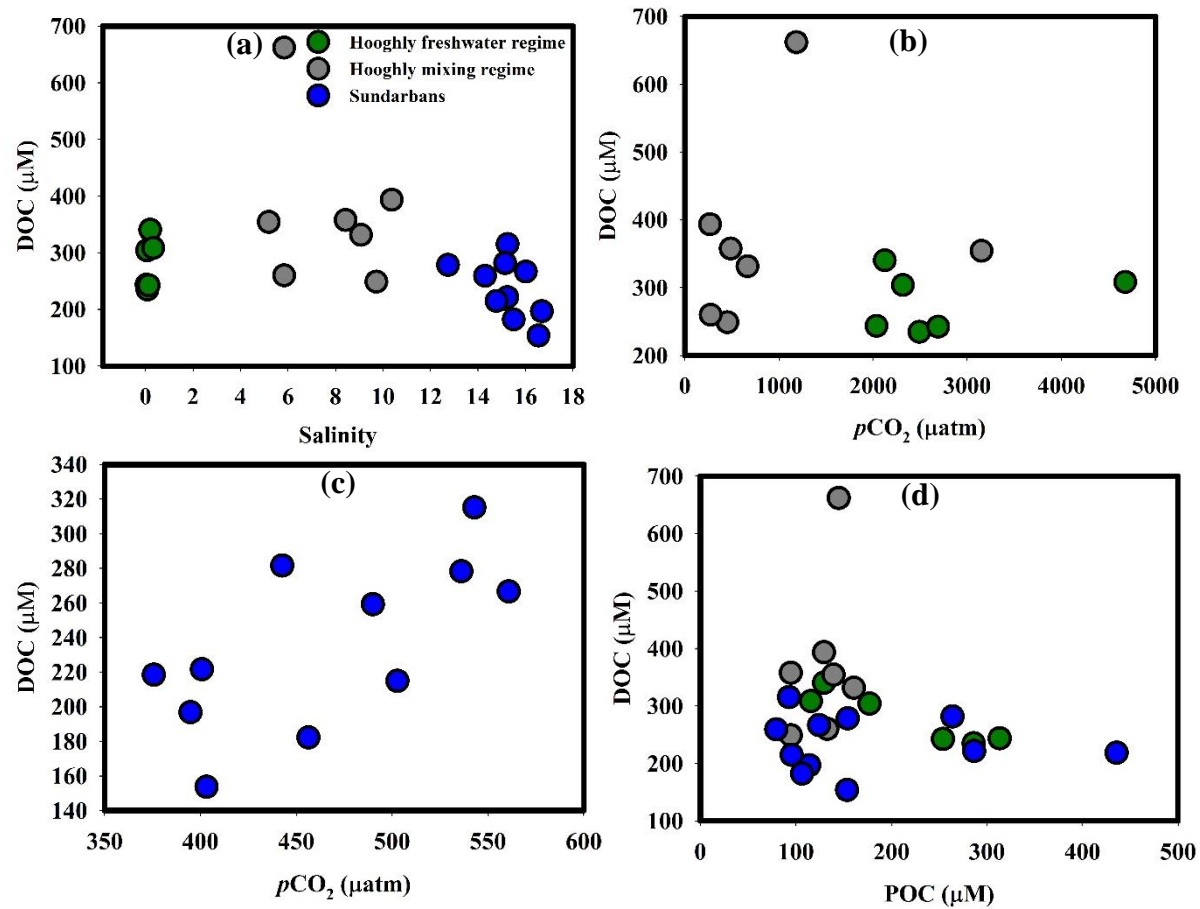 (a)
Hooghly freshwater regime
Hooghly mixing regime
Sundarbans
700
600
500
400
300
200
100
DOC (μM)
0 2 4 6 8 10 12 14 16 18
Salinity
(b)
700
600
500
400
300
200
DOC (μM)
0 1000 2000 3000 4000 5000
pCO₂ (μatm)
(c)
340
320
300
280
260
240
220
200
180
160
140
DOC (μM)
350 400 450 500 550 600
pCO₂ (μatm)
(d)
700
600
500
400
300
200
100
DOC (μM)
0 100 200 300 400 500
POC (μM)